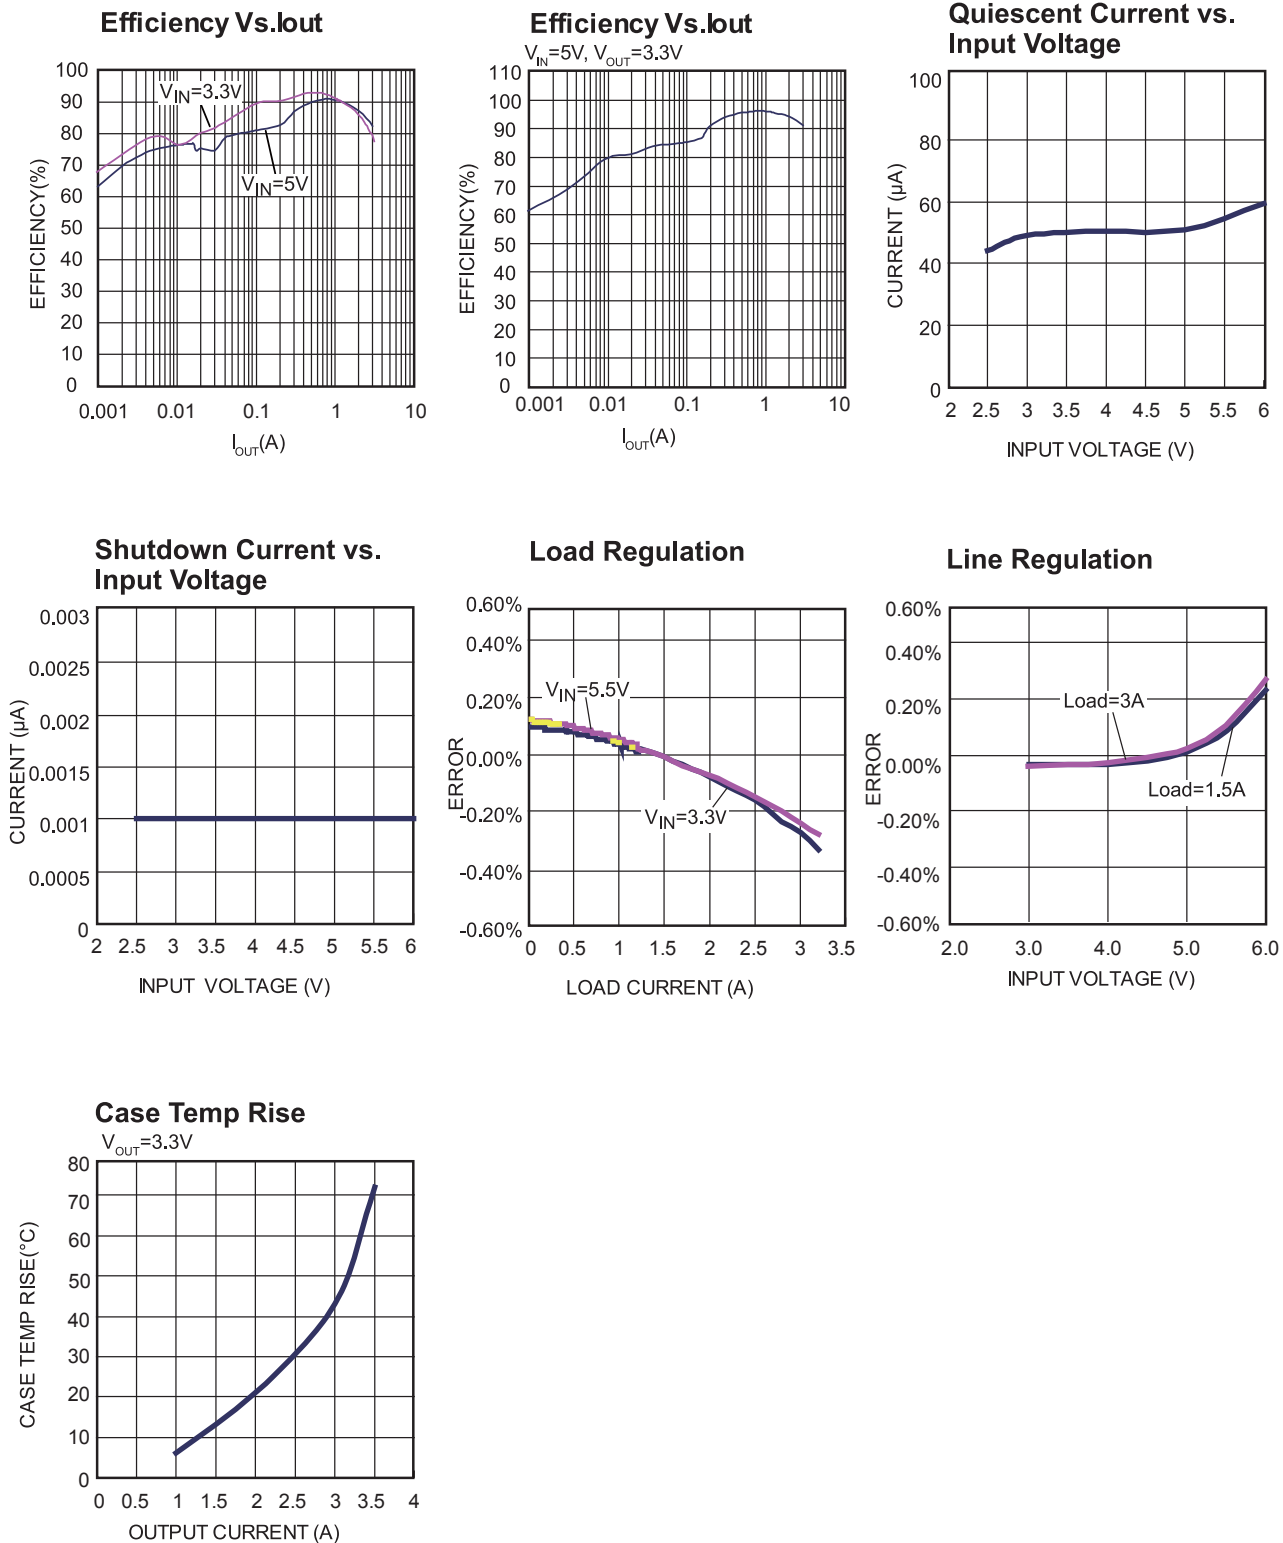 Efficiency Vs.Iout
100
90
80
70
60
50
40
30
20
10
0
EFFICIENCY(%)
VIN=3.3V
VIN=5V
0.001 0.01 0.1 1 10
IOUT(A)
Efficiency Vs.Iout
VIN=5V, VOUT=3.3V
110
100
90
80
70
60
50
40
30
20
10
0
EFFICIENCY(%)
0.001 0.01 0.1 1 10
IOUT(A)
Quiescent Current vs.
Input Voltage
100
80
60
40
20
0
CURRENT (µA)
2 2.5 3 3.5 4 4.5 5 5.5 6
INPUT VOLTAGE (V)
Shutdown Current vs.
Input Voltage
0.003
0.0025
0.002
0.0015
0.001
0.0005
0
CURRENT (µA)
2 2.5 3 3.5 4 4.5 5 5.5 6
INPUT VOLTAGE (V)
Load Regulation
0.60%
0.40%
0.20%
0.00%
-0.20%
-0.40%
-0.60%
ERROR
VIN=5.5V
VIN=3.3V
0 0.5 1 1.5 2 2.5 3 3.5
LOAD CURRENT (A)
Line Regulation
0.60%
0.40%
0.20%
0.00%
-0.20%
-0.40%
-0.60%
ERROR
Load=3A
Load=1.5A
2.0 3.0 4.0 5.0 6.0
INPUT VOLTAGE (V)
Case Temp Rise
VOUT=3.3V
80
70
60
50
40
30
20
10
0
CASE TEMP RISE(°C)
0 0.5 1 1.5 2 2.5 3 3.5 4
OUTPUT CURRENT (A)